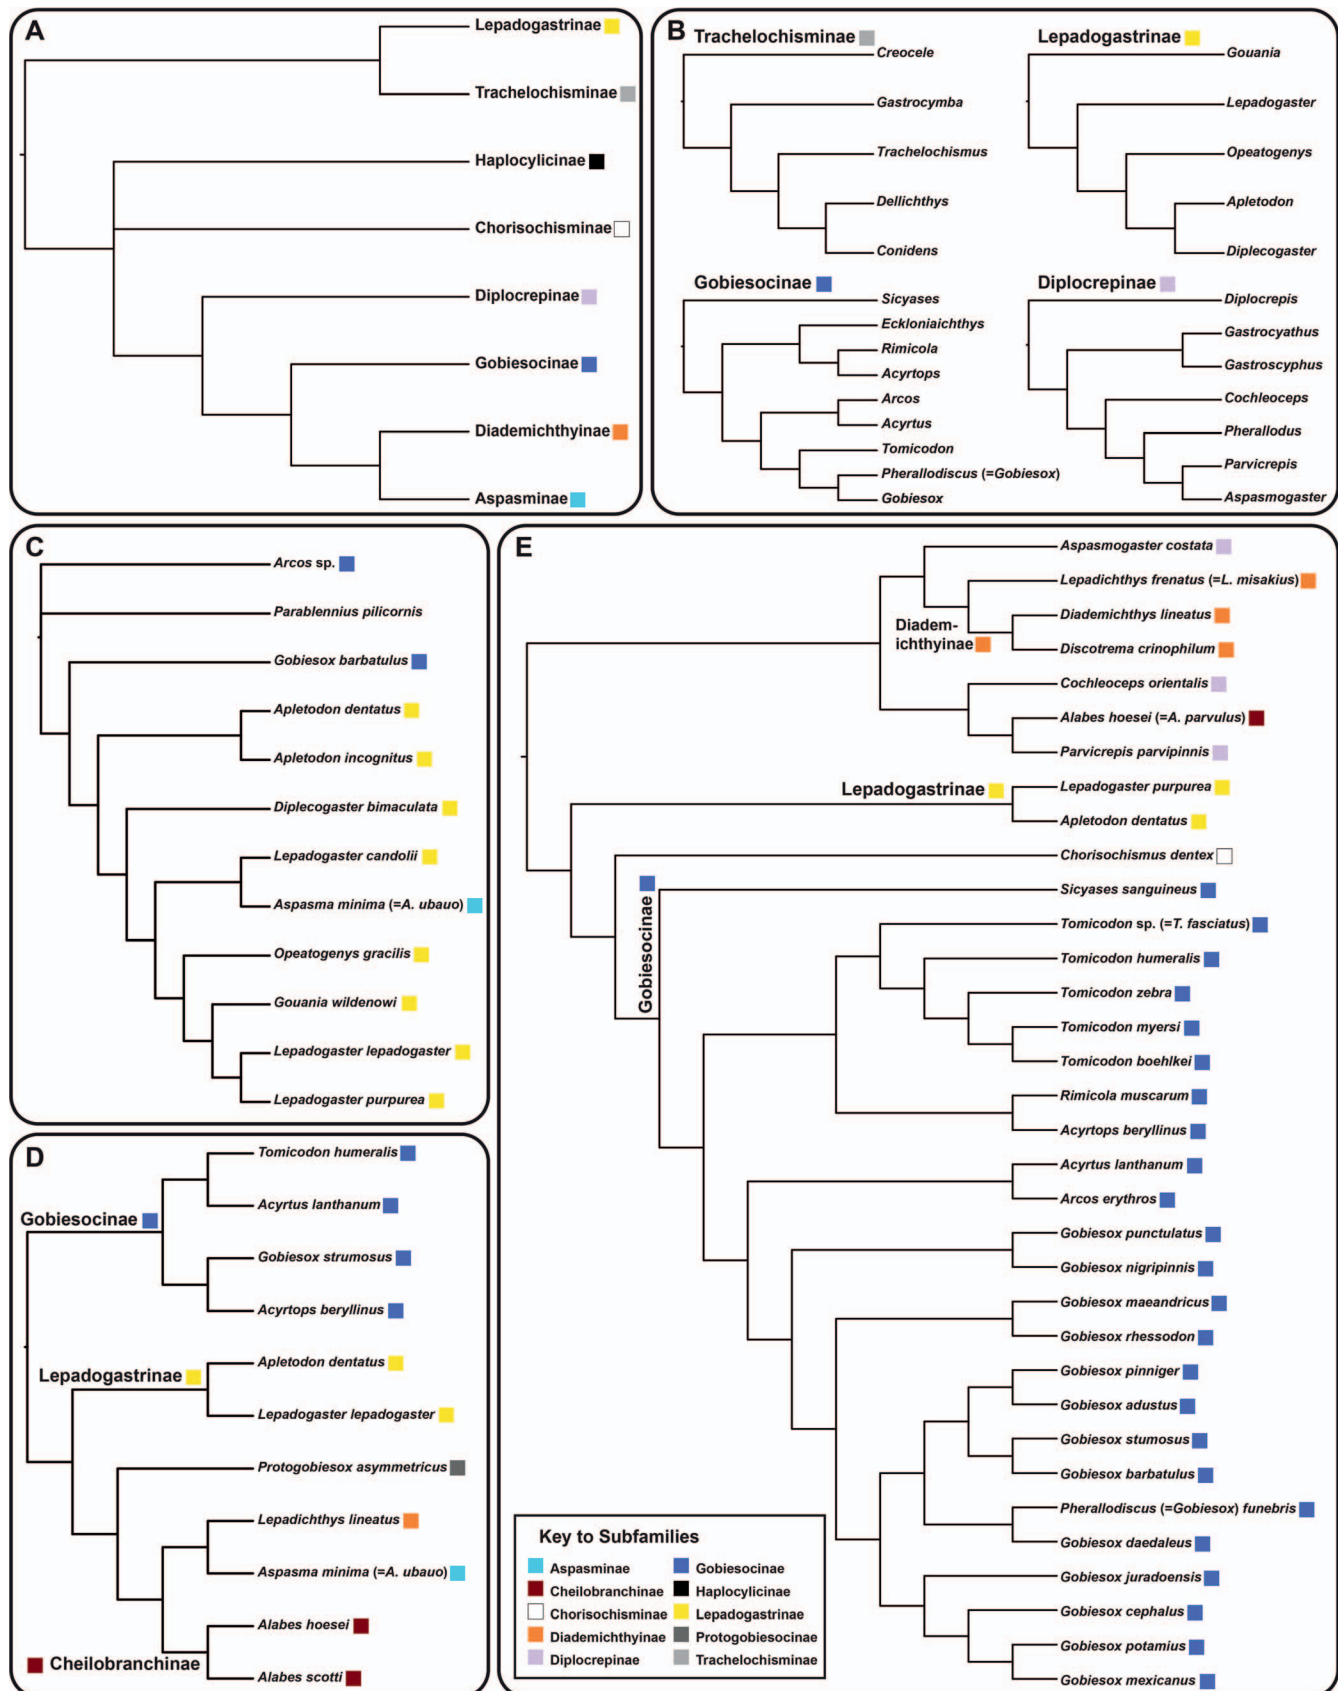 A
Lepadogastrinae
Trachelochisminae
Haplocylicinae
Chorisochisminae
Diplocrepinae
Gobiesocinae
Diademichthyinae
Aspasminae
B
Trachelochisminae
Creocele
Gastrocymba
Trachelochismus
Dellichthys
Conidens
Lepadogastrinae
Gouania
Lepadogaster
Opeatogenys
Apletodon
Diplecogaster
Gobiesocinae
Sicyases
Eckloniaichthys
Rimicola
Acyrtops
Arcos
Acyrtus
Tomicodon
Pherallodiscus (=Gobiesox)
Gobiesox
Diplocrepinae
Diplocrepis
Gastrocyathus
Gastroscyphus
Cochleoceps
Pherallodus
Parvicrepis
Aspasmogaster
C
Arcos sp.
Parablennius pilicornis
Gobiesox barbatulus
Apletodon dentatus
Apletodon incognitus
Diplecogaster bimaculata
Lepadogaster candolii
Aspasma minima (=A. ubauo)
Opeatogenys gracilis
Gouania wildenowi
Lepadogaster lepadogaster
Lepadogaster purpurea
D
Tomicodon humeralis
Acyrtus lanthanum
Gobiesocinae
Gobiesox strumosus
Acyrtops beryllinus
Apletodon dentatus
Lepadogastrinae
Lepadogaster lepadogaster
Protogobiesox asymmetricus
Lepadichthys lineatus
Aspasma minima (=A. ubauo)
Alabes hoesei
Cheilobranchinae
Alabes scotti
E
Aspasmogaster costata
Lepadichthys frenatus (=L. misakius)
Diadem-
ichthyinae
Diademichthys lineatus
Discotrema crinophilum
Cochleoceps orientalis
Alabes hoesei (=A. parvulus)
Parvicrepis parvipinnis
Lepadogastrinae
Lepadogaster purpurea
Apletodon dentatus
Chorisochismus dentex
Gobiesocinae
Sicyases sanguineus
Tomicodon sp. (=T. fasciatus)
Tomicodon humeralis
Tomicodon zebra
Tomicodon myersi
Tomicodon boehlkei
Rimicola muscarum
Acyrtops beryllinus
Acyrtus lanthanum
Arcos erythros
Gobiesox punctulatus
Gobiesox nigripinnis
Gobiesox maeandricus
Gobiesox rhessodon
Gobiesox pinniger
Gobiesox adustus
Gobiesox stumosus
Gobiesox barbatulus
Pherallodiscus (=Gobiesox) funebris
Gobiesox daedaleus
Gobiesox juradoensis
Gobiesox cephalus
Gobiesox potamius
Gobiesox mexicanus
Key to Subfamilies
Aspasminae
Cheilobranchinae
Chorisochisminae
Diademichthyinae
Diplocrepinae
Gobiesocinae
Haplocylicinae
Lepadogastrinae
Protogobiesocinae
Trachelochisminae